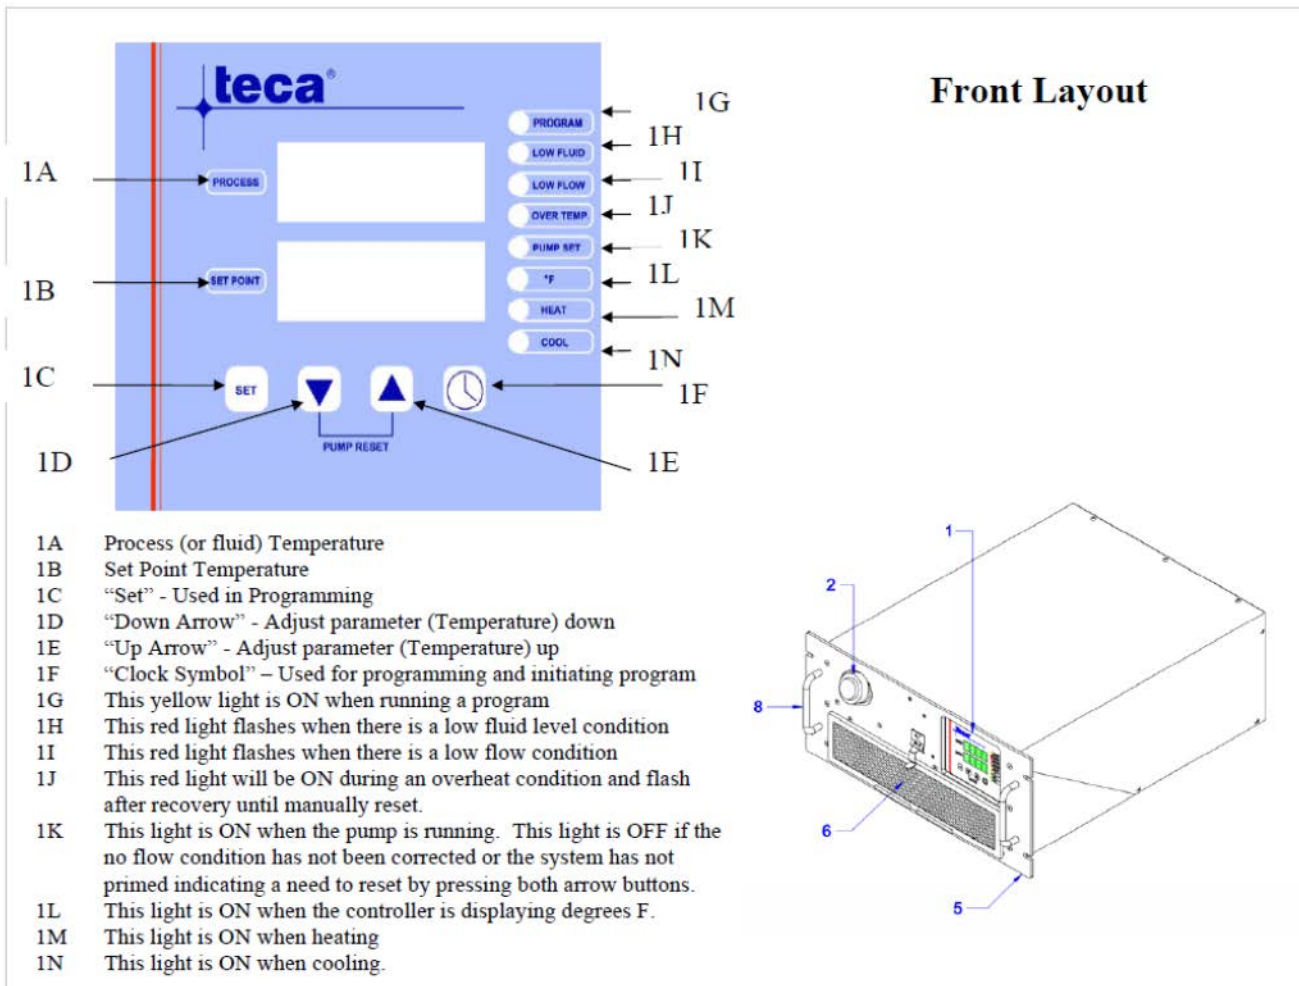 teca®
Front Layout
1G
PROGRAM
1H
LOW FLUID
1A
PROCESS
1I
LOW FLOW
1J
OVER TEMP
1K
PUMP SET
1B
SET POINT
1L
°F
1M
HEAT
1N
COOL
1C
SET
1F
PUMP RESET
1D
1E
1A Process (or fluid) Temperature
1B Set Point Temperature
1C “Set” - Used in Programming
1D “Down Arrow” - Adjust parameter (Temperature) down
1E “Up Arrow” - Adjust parameter (Temperature) up
1F “Clock Symbol” – Used for programming and initiating program
1G This yellow light is ON when running a program
1H This red light flashes when there is a low fluid level condition
1I This red light flashes when there is a low flow condition
1J This red light will be ON during an overheat condition and flash
after recovery until manually reset.
1K This light is ON when the pump is running. This light is OFF if the
no flow condition has not been corrected or the system has not
primed indicating a need to reset by pressing both arrow buttons.
1L This light is ON when the controller is displaying degrees F.
1M This light is ON when heating
1N This light is ON when cooling.
1
2
8
6
5